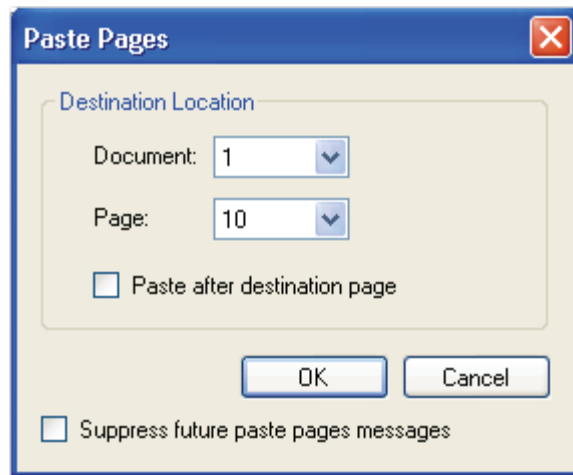 Paste Pages
Destination Location
Document: 1
Page: 10
Paste after destination page
OK Cancel
Suppress future paste pages messages